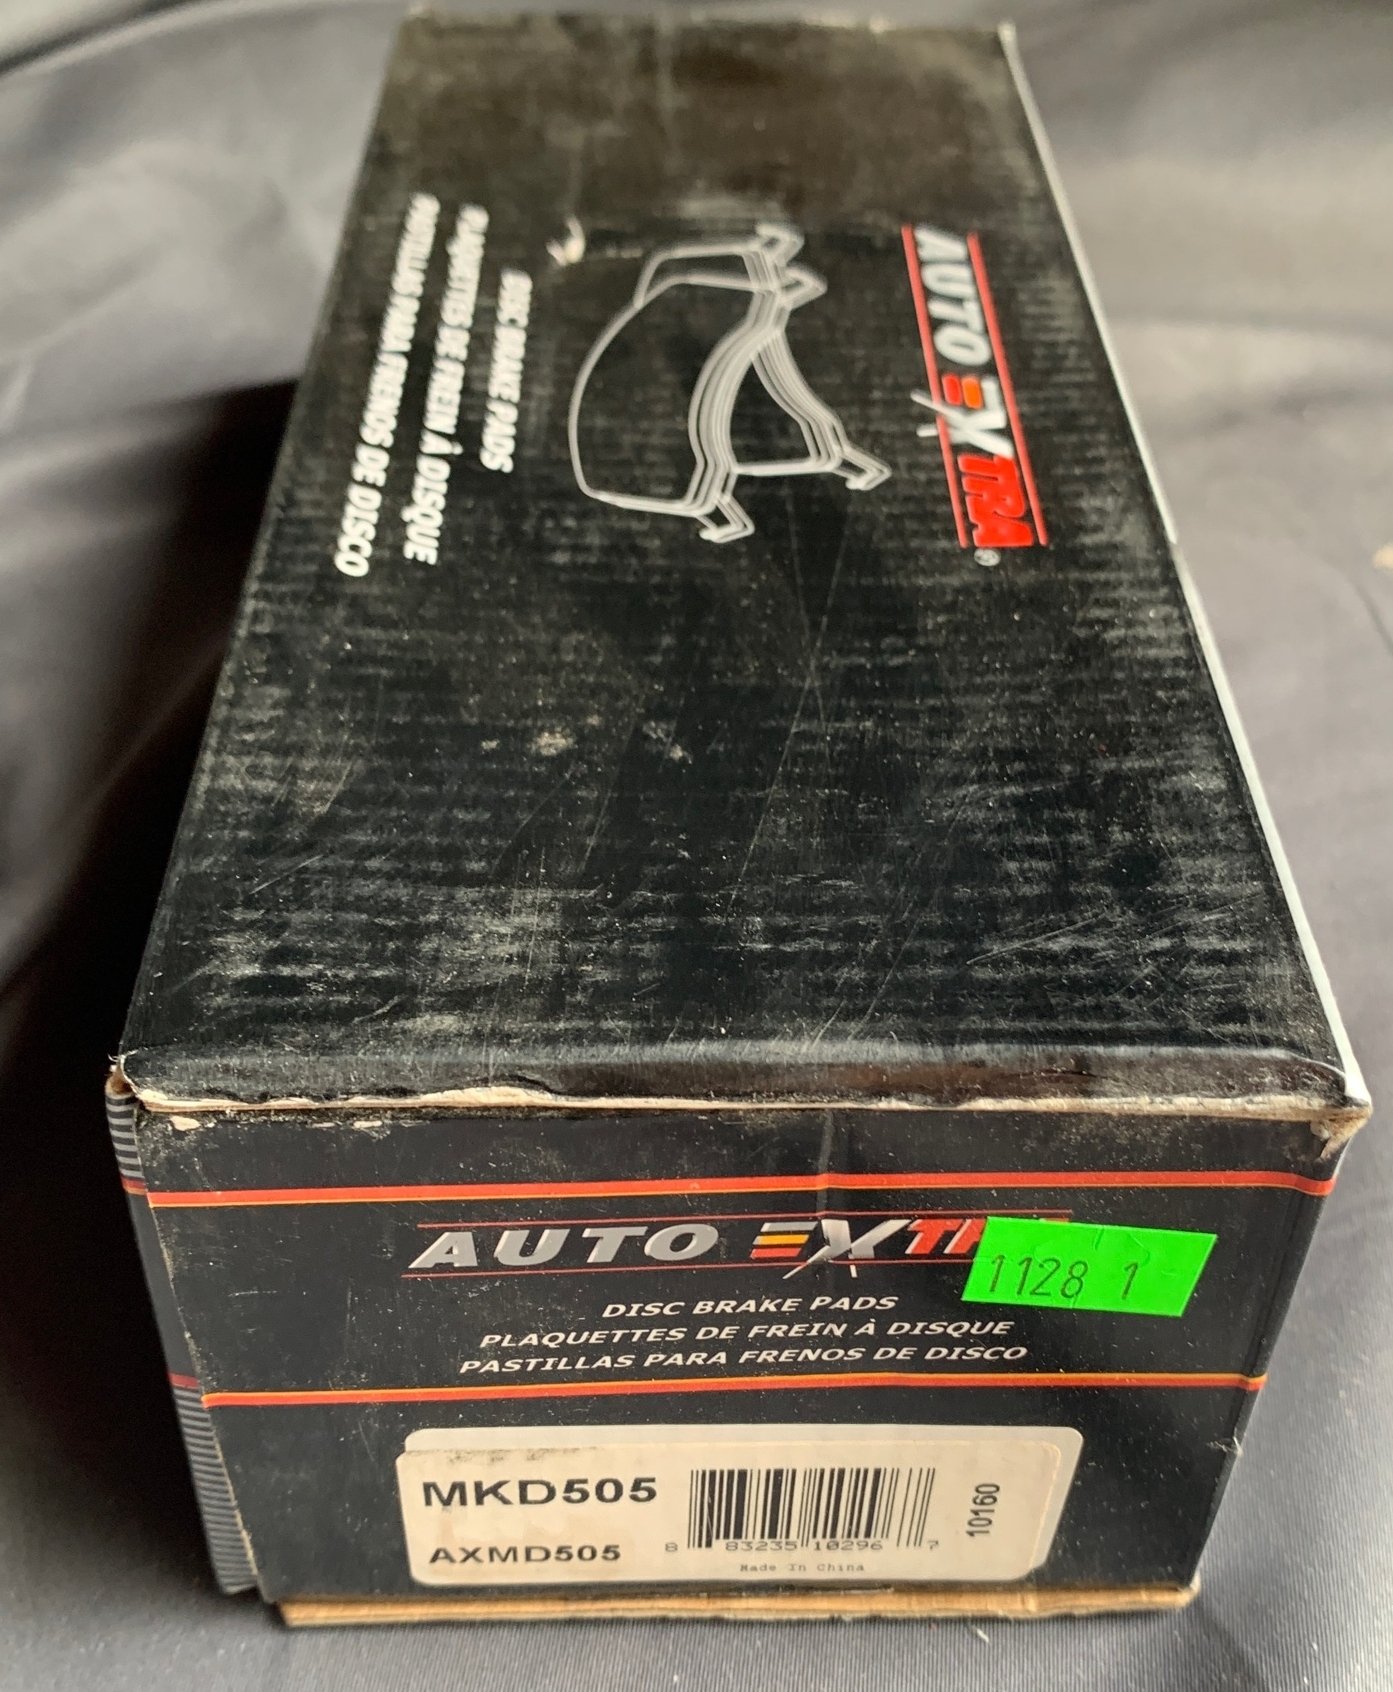 AUTO EXTRA®
DISC BRAKE PADS
PLAQUETTES DE FREIN À DISQUE
PASTILLAS PARA FRENOS DE DISCO
AUTO EXTR
1128 1
DISC BRAKE PADS
PLAQUETTES DE FREIN À DISQUE
PASTILLAS PARA FRENOS DE DISCO
MKD505
AXMD505
8 83235 10296 7
Made In China
10160